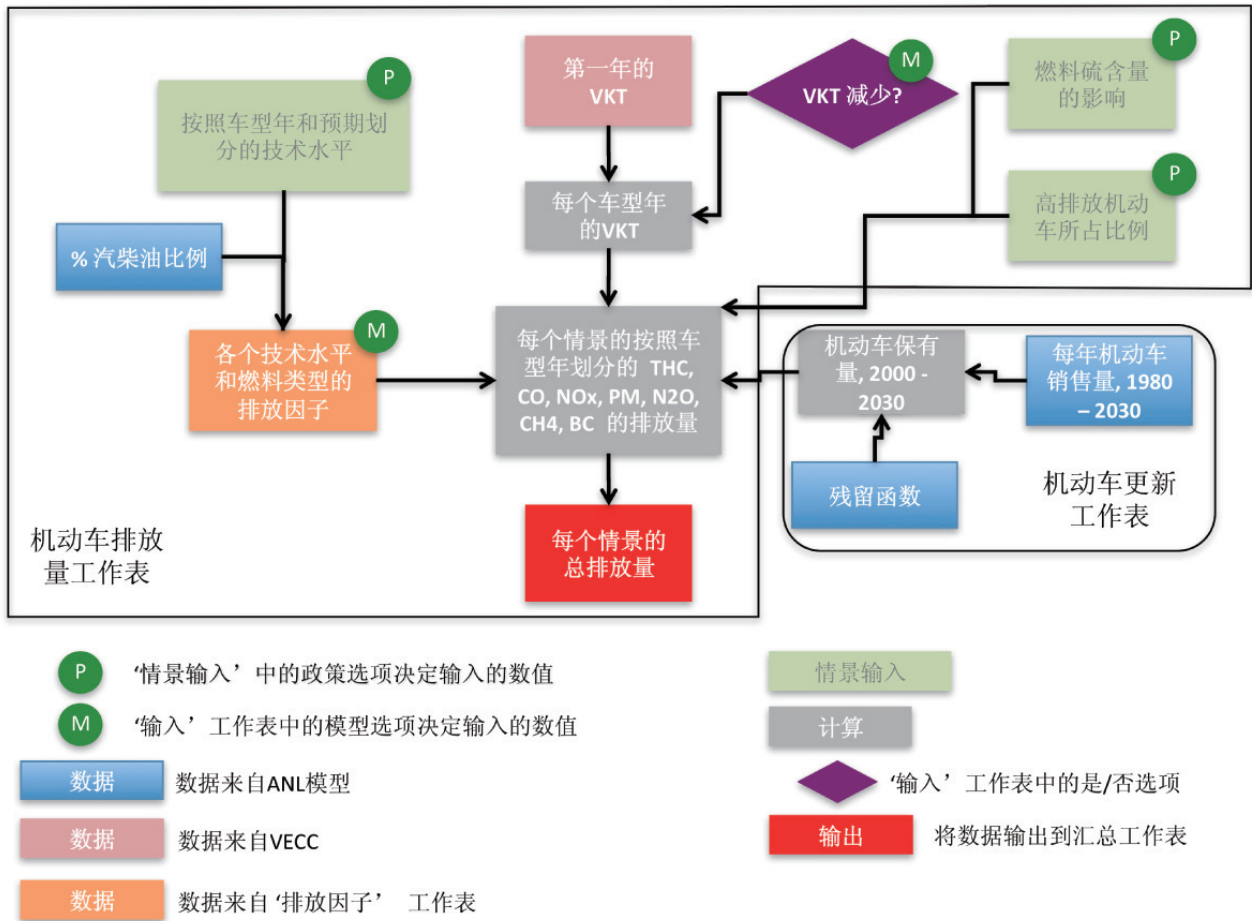 P
按照车型年和预期划
分的技术水平
% 汽柴油比例
M
各个技术水平
和燃料类型的
排放因子
第一年的
VKT
M
VKT 减少?
每个车型年
的VKT
每个情景的按照车
型年划分的 THC,
CO, NOx, PM, N2O,
CH4, BC 的排放量
每个情景的
总排放量
P
燃料硫含量
的影响
P
高排放机动
车所占比例
机动车保有
量, 2000 -
2030
每年机动车
销售量, 1980
– 2030
残留函数
机动车更新
工作表
机动车排放
量工作表
P
‘情景输入’中的政策选项决定输入的数值
M
‘输入’工作表中的模型选项决定输入的数值
数据
数据来自ANL模型
数据
数据来自VECC
数据
数据来自 ‘排放因子’ 工作表
情景输入
计算
‘输入’工作表中的是/否选项
输出
将数据输出到汇总工作表